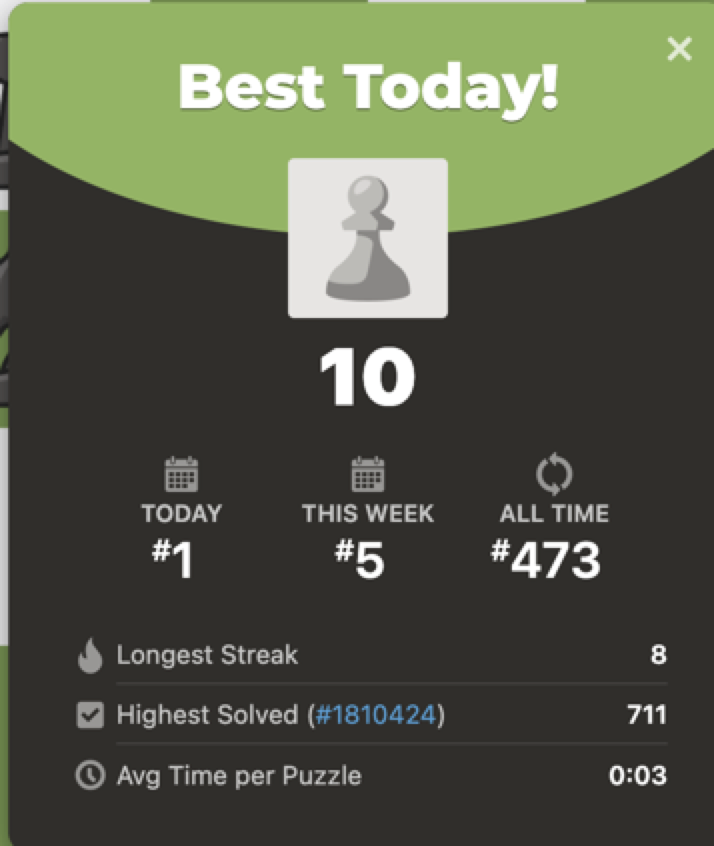 Best Today!
10
TODAY THIS WEEK ALL TIME
#1 #5 #473
Longest Streak 8
Highest Solved (#1810424) 711
Avg Time per Puzzle 0:03